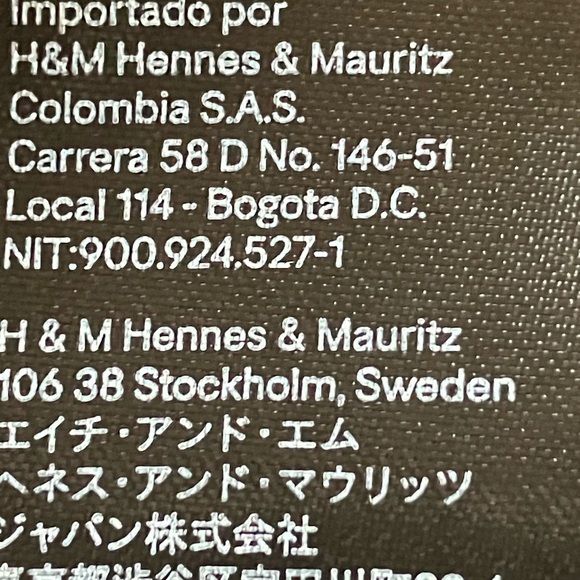 Importado por
H&M Hennes & Mauritz
Colombia S.A.S.
Carrera 58 D No. 146-51
Local 114 - Bogota D.C.
NIT:900.924.527-1
H & M Hennes & Mauritz
106 38 Stockholm, Sweden
エイチ・アンド・エム
ヘネス・アンド・マウリッツ
ジャパン株式会社